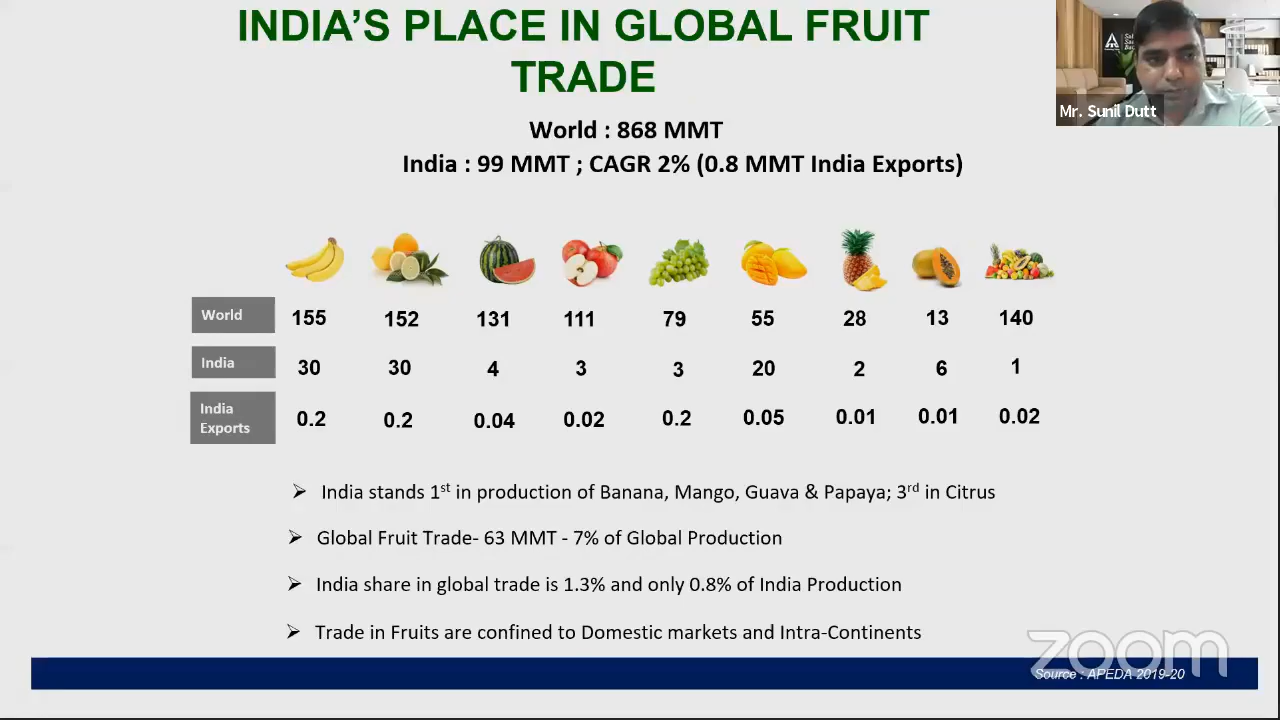 INDIA'S PLACE IN GLOBAL FRUIT
TRADE
World : 868 MMT
India : 99 MMT ; CAGR 2% (0.8 MMT India Exports)
Mr. Sunil Dutt
World 155 152 131 111 79 55 28 13 140
India 30 30 4 3 3 20 2 6 1
India
Exports 0.2 0.2 0.04 0.02 0.2 0.05 0.01 0.01 0.02
➢ India stands 1st in production of Banana, Mango, Guava & Papaya; 3rd in Citrus
➢ Global Fruit Trade- 63 MMT - 7% of Global Production
➢ India share in global trade is 1.3% and only 0.8% of India Production
➢ Trade in Fruits are confined to Domestic markets and Intra-Continents
zoom
Source : APEDA 2019-20